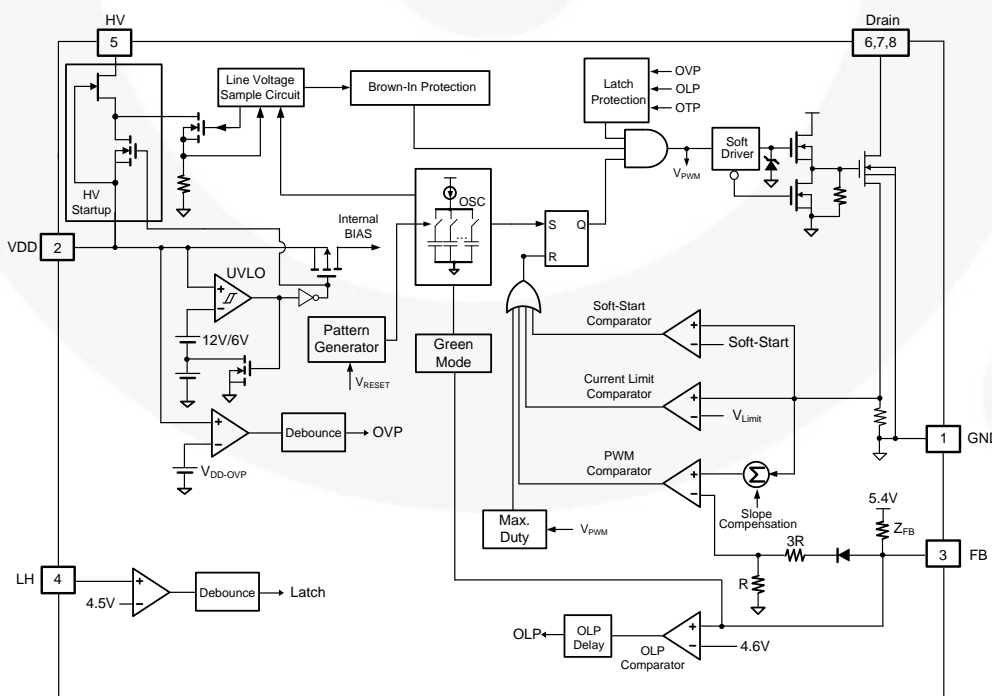 HV
5
Drain
6,7,8
Line Voltage
Sample Circuit
Brown-In Protection
Latch
Protection
OVP
OLP
OTP
Soft
Driver
VPWM
HV
Startup
OSC
S
Q
R
Internal
BIAS
VDD
2
UVLO
12V/6V
Pattern
Generator
VRESET
Green
Mode
Soft-Start
Comparator
Soft-Start
Current Limit
Comparator
VLimit
PWM
Comparator
Σ
Slope
Compensation
Max.
Duty
VPWM
Debounce
OVP
VDD-OVP
1
GND
5.4V
ZFB
3R
3
FB
R
LH
4
4.5V
Debounce
Latch
OLP
OLP
Delay
OLP
Comparator
4.6V